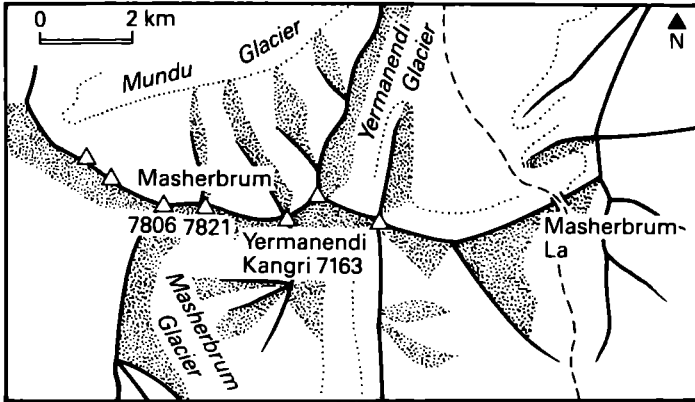 0 2 km
N
Mundu Glacier
Yermanendi
Glacier
Masherbrum
7806 7821
Yermanendi
Kangri 7163
Masherbrum-
La
Masherbrum
Glacier